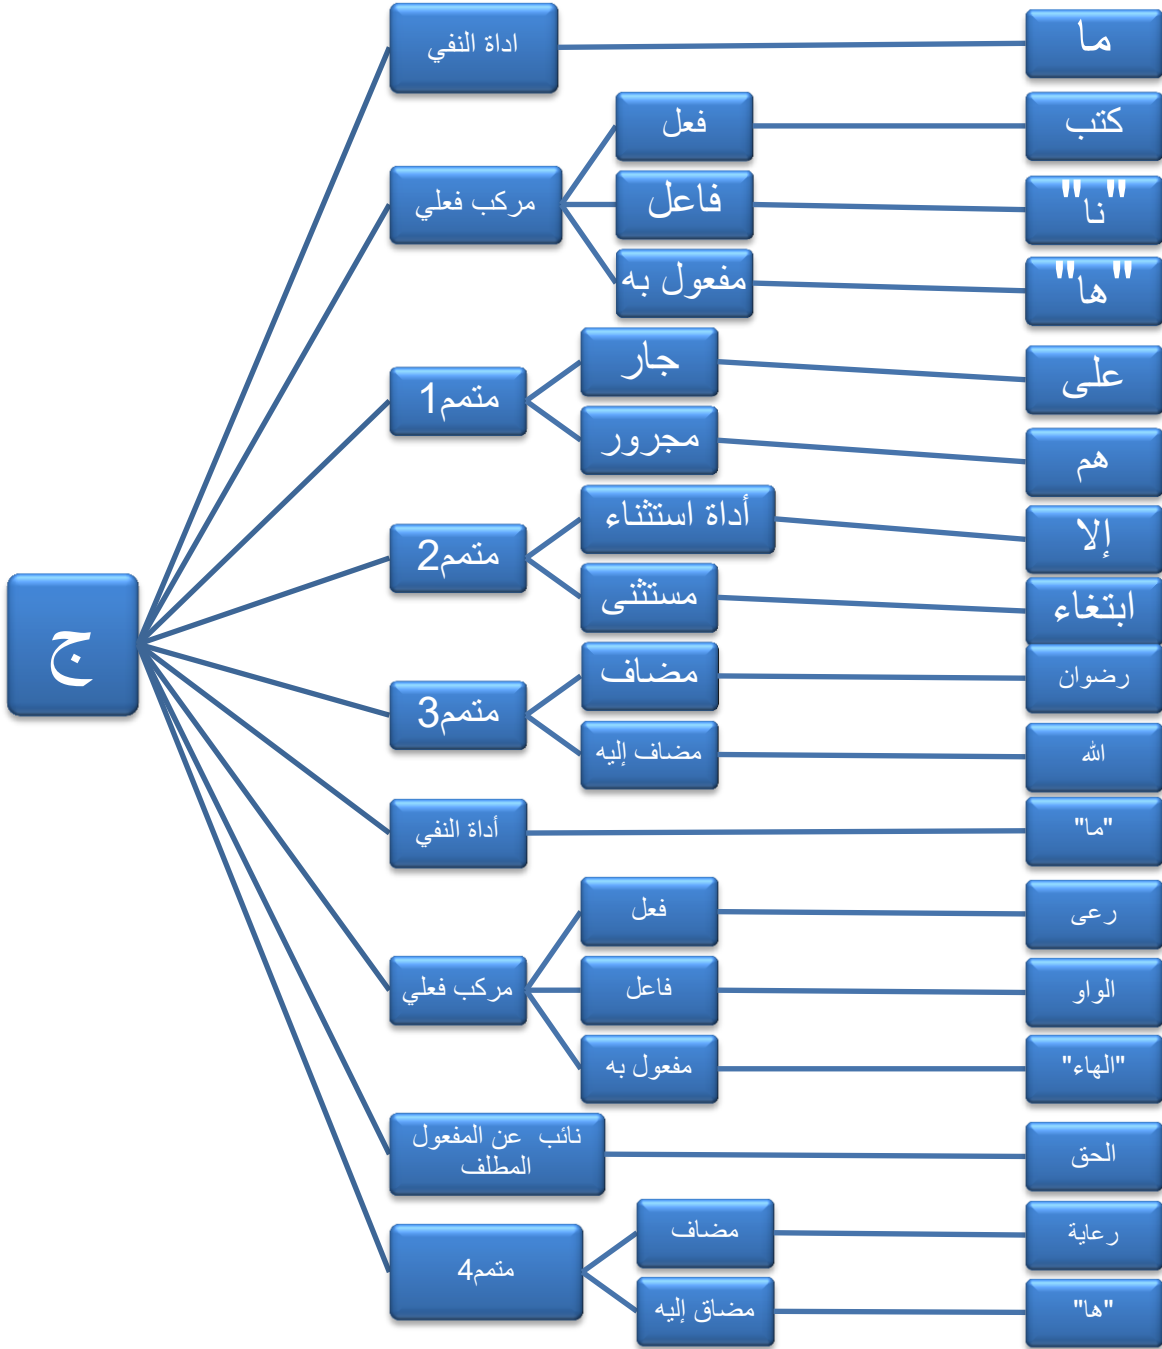 ج
اداة النفي
ما
مركب فعلي
فعل
كتب
فاعل
"نا"
مفعول به
"ها"
متمم1
جار
على
مجرور
هم
متمم2
أداة استثناء
إلا
مستثنى
ابتغاء
متمم3
مضاف
رضوان
مضاف إليه
الله
أداة النفي
"ما"
مركب فعلي
فعل
رعى
فاعل
الواو
مفعول به
"الهاء"
نائب عن المفعول
المطلف
الحق
متمم4
مضاف
رعاية
مضاق إليه
"ها"